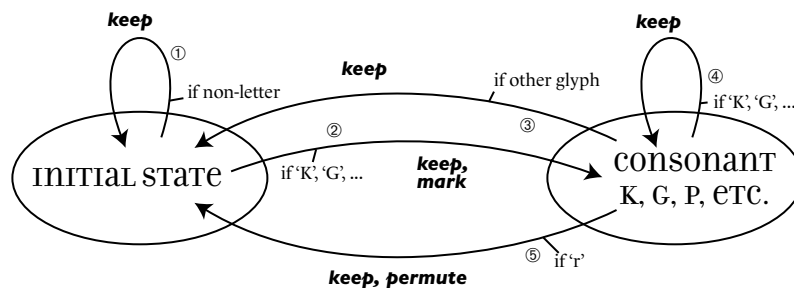 keep
①
if non-letter
keep
if other glyph
keep
④
if ‘K’, ‘G’, ...
②
③
INITIAL STATE
if ‘K’, ‘G’, ...
keep,
mark
CONSONANT
K, G, P, ETC.
⑤
if ‘r’
keep, permute